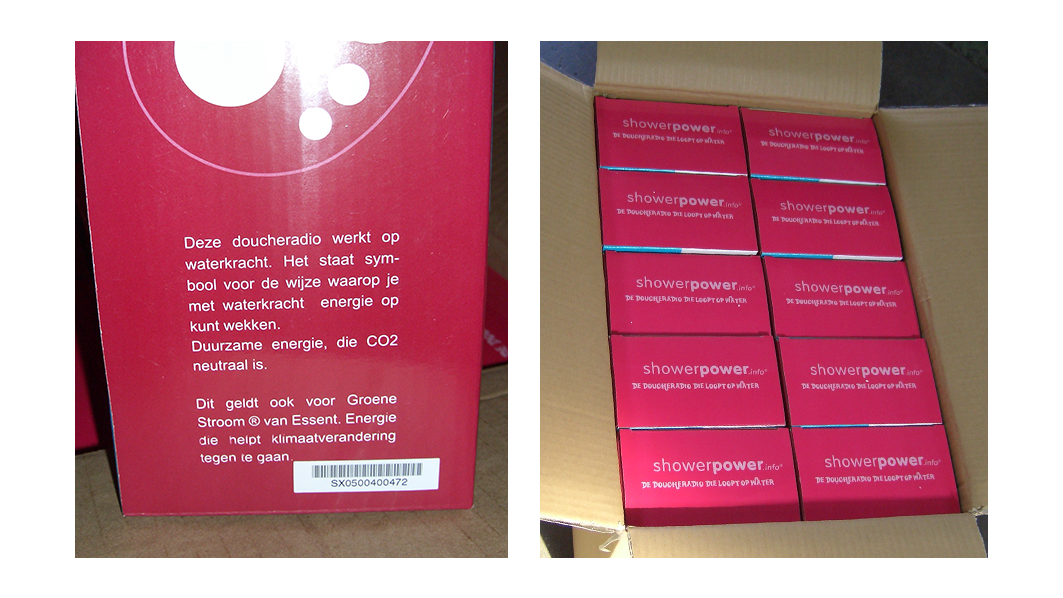 Deze doucheradio werkt op
waterkracht. Het staat sym-
bool voor de wijze waarop je
met waterkracht energie op
kunt wekken.
Duurzame energie, die CO2
neutraal is.
Dit geldt ook voor Groene
Stroom ® van Essent. Energie
die helpt klimaatverandering
tegen te gaan.
SX0500400472
showerpower.info®
DE DOUCHERADIO DIE LOOPT OP WATER
showerpower.info®
DE DOUCHERADIO DIE LOOPT OP WATER
showerpower.info®
DE DOUCHERADIO DIE LOOPT OP WATER
showerpower.info®
DE DOUCHERADIO DIE LOOPT OP WATER
showerpower.info®
DE DOUCHERADIO DIE LOOPT OP WATER
showerpower.info®
DE DOUCHERADIO DIE LOOPT OP WATER
showerpower.info®
DE DOUCHERADIO DIE LOOPT OP WATER
showerpower.info®
DE DOUCHERADIO DIE LOOPT OP WATER
showerpower.info®
DE DOUCHERADIO DIE LOOPT OP WATER
showerpower.info®
DE DOUCHERADIO DIE LOOPT OP WATER